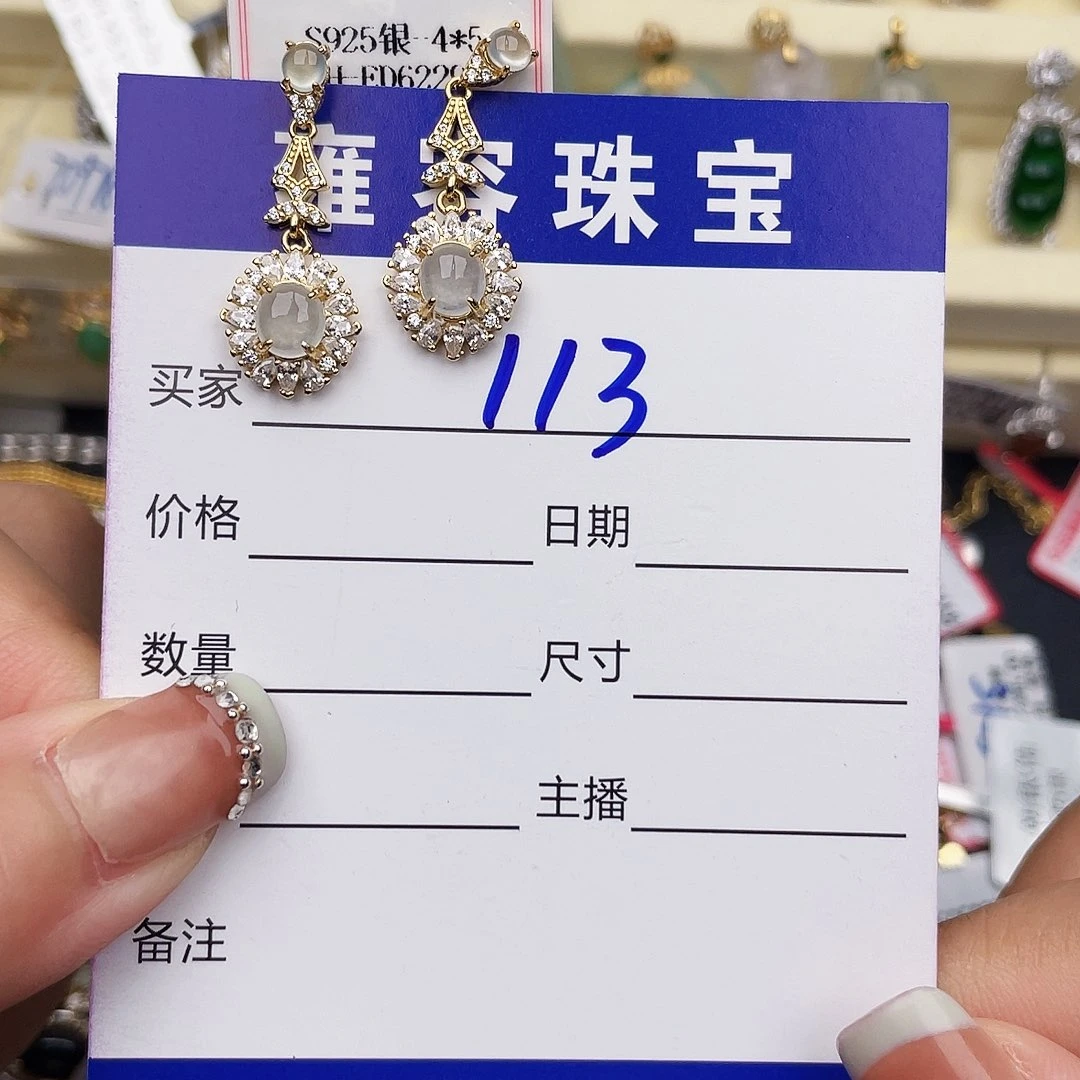 S925银 4*5
ED6229
雍容珠宝
买家 113
价格 日期
数量 尺寸
主播
备注